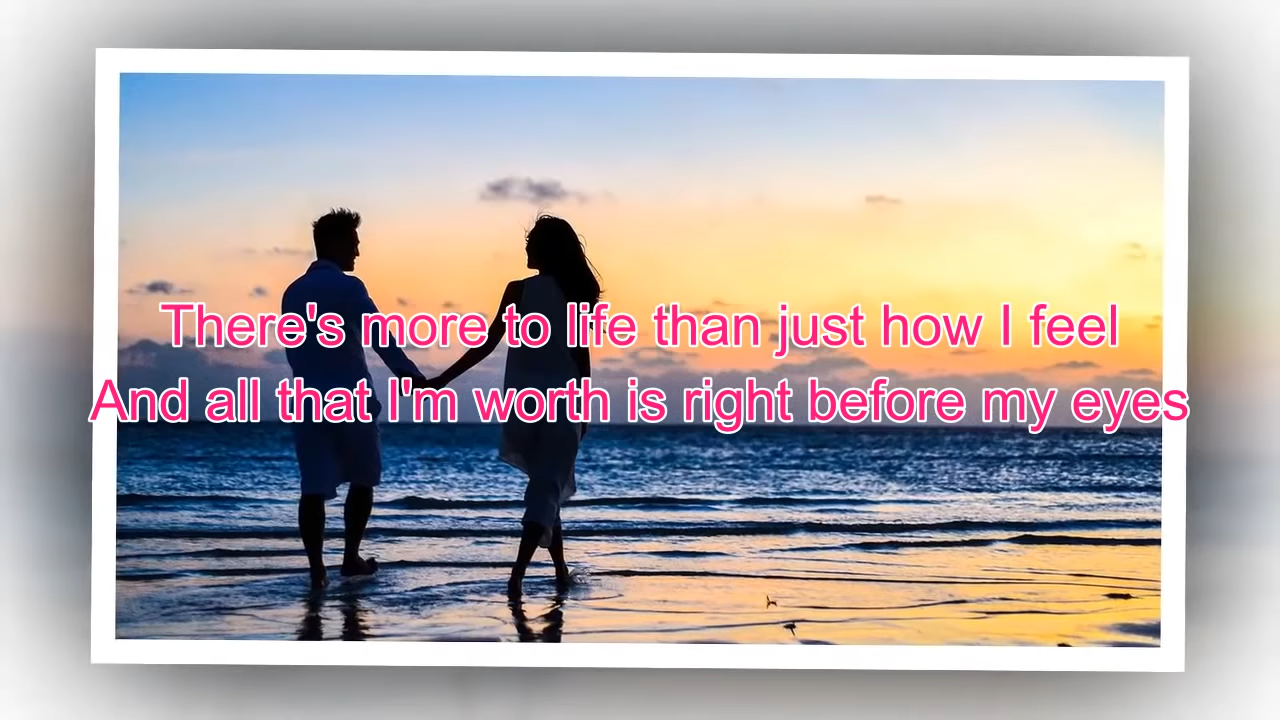 There's more to life than just how I feel
And all that I'm worth is right before my eyes